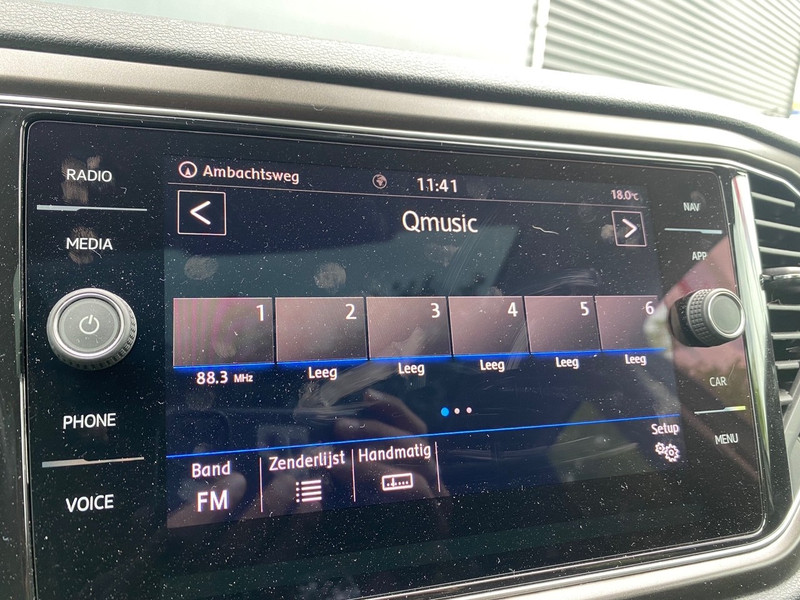 RADIO
MEDIA
PHONE
VOICE
Ambachtsweg 11:41 18.0°C
< Qmusic >
1 2 3 4 5 6
88.3 MHz Leeg Leeg Leeg Leeg Leeg
Band FM
Zenderlijst
Handmatig
Setup
NAV
APP
CAR
MENU